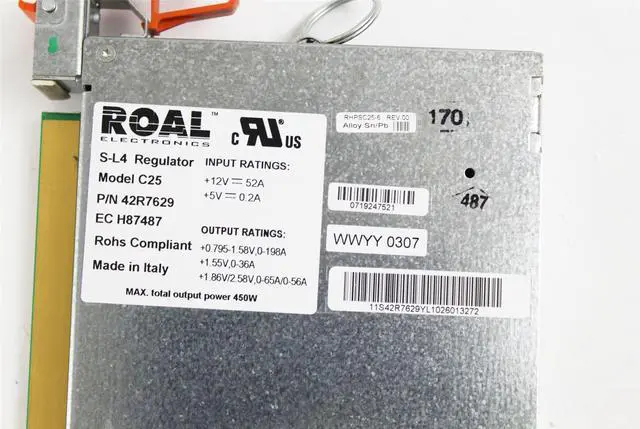 ROAL™
ELECTRONICS
c RU US
S-L4 Regulator
Model C25
P/N 42R7629
EC H87487
Rohs Compliant
Made in Italy
INPUT RATINGS:
+12V ⎓ 52A
+5V ⎓ 0.2A
OUTPUT RATINGS:
+0.795-1.58V,0-198A
+1.55V,0-36A
+1.86V/2.58V,0-65A/0-56A
MAX. total output power 450W
RHPSC25-6 REV.00
Alloy Sn/Pb
170
487
0719247521
WWYY 0307
11S42R7629YL1026013272